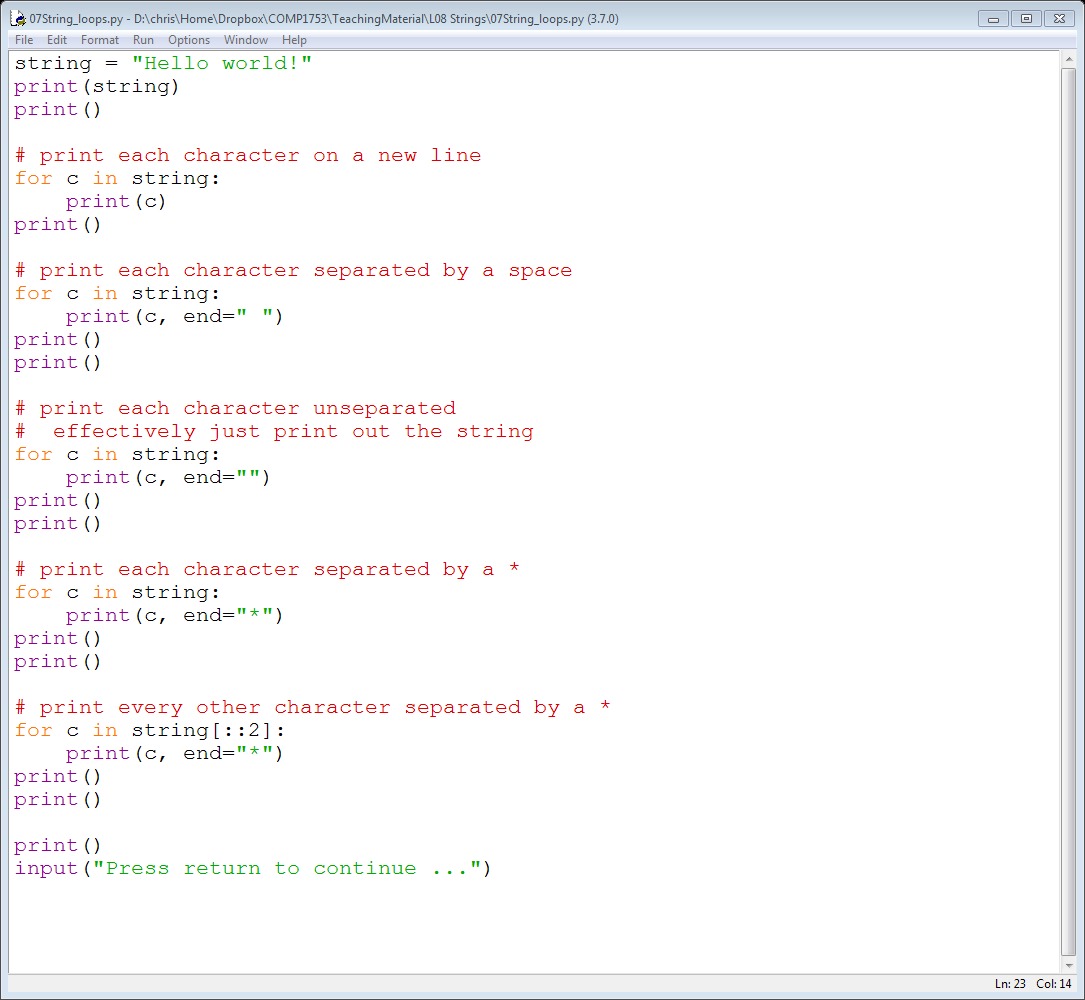 07String_loops.py - D:\chris\Home\Dropbox\COMP1753\TeachingMaterial\L08 Strings\07String_loops.py (3.7.0)
File Edit Format Run Options Window Help
string = "Hello world!"
print(string)
print()

# print each character on a new line
for c in string:
    print(c)
print()

# print each character separated by a space
for c in string:
    print(c, end=" ")
print()
print()

# print each character unseparated
#  effectively just print out the string
for c in string:
    print(c, end="")
print()
print()

# print each character separated by a *
for c in string:
    print(c, end="*")
print()
print()

# print every other character separated by a *
for c in string[::2]:
    print(c, end="*")
print()
print()

print()
input("Press return to continue ...")
Ln: 23 Col: 14